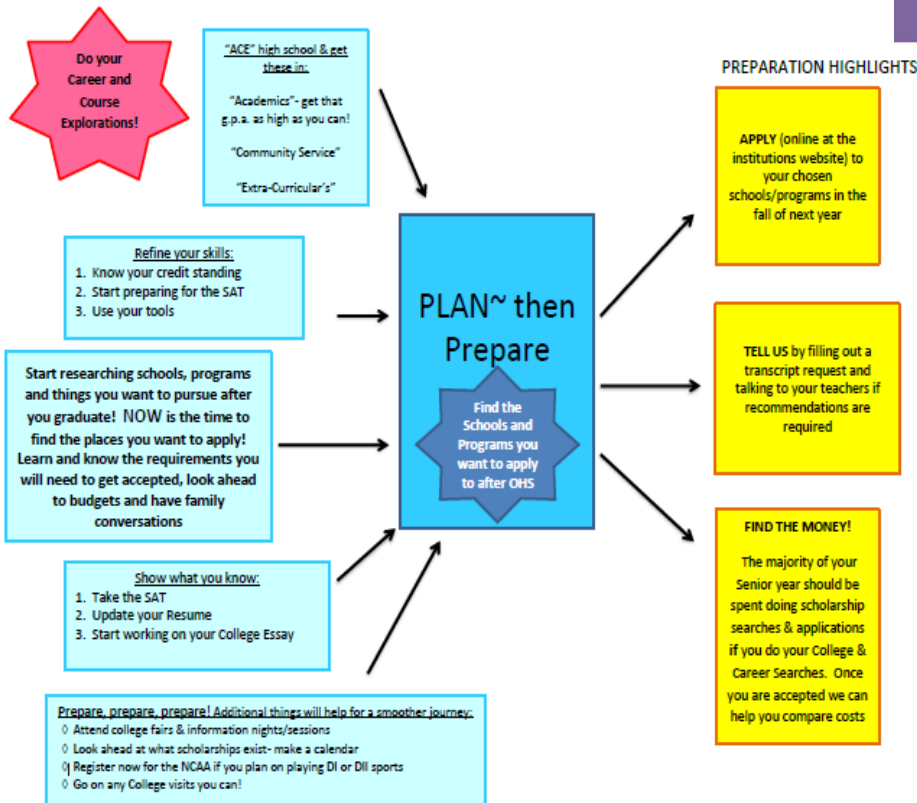 Do your
Career and
Course
Explorations!
"ACE" high school & get
these in:
"Academics"- get that
g.p.a. as high as you can!
"Community Service"
"Extra-Curricular's"
Refine your skills:
1. Know your credit standing
2. Start preparing for the SAT
3. Use your tools
Start researching schools, programs
and things you want to pursue after
you graduate! NOW is the time to
find the places you want to apply!
Learn and know the requirements you
will need to get accepted, look ahead
to budgets and have family
conversations
Show what you know:
1. Take the SAT
2. Update your Resume
3. Start working on your College Essay
Prepare, prepare, prepare! Additional things will help for a smoother journey:
◊ Attend college fairs & information nights/sessions
◊ Look ahead at what scholarships exist- make a calendar
◊ Register now for the NCAA if you plan on playing DI or DII sports
◊ Go on any College visits you can!
PLAN~ then
Prepare
Find the
Schools and
Programs you
want to apply
to after OHS
PREPARATION HIGHLIGHTS
APPLY (online at the
institutions website) to
your chosen
schools/programs in the
fall of next year
TELL US by filling out a
transcript request and
talking to your teachers if
recommendations are
required
FIND THE MONEY!
The majority of your
Senior year should be
spent doing scholarship
searches & applications
if you do your College &
Career Searches. Once
you are accepted we can
help you compare costs